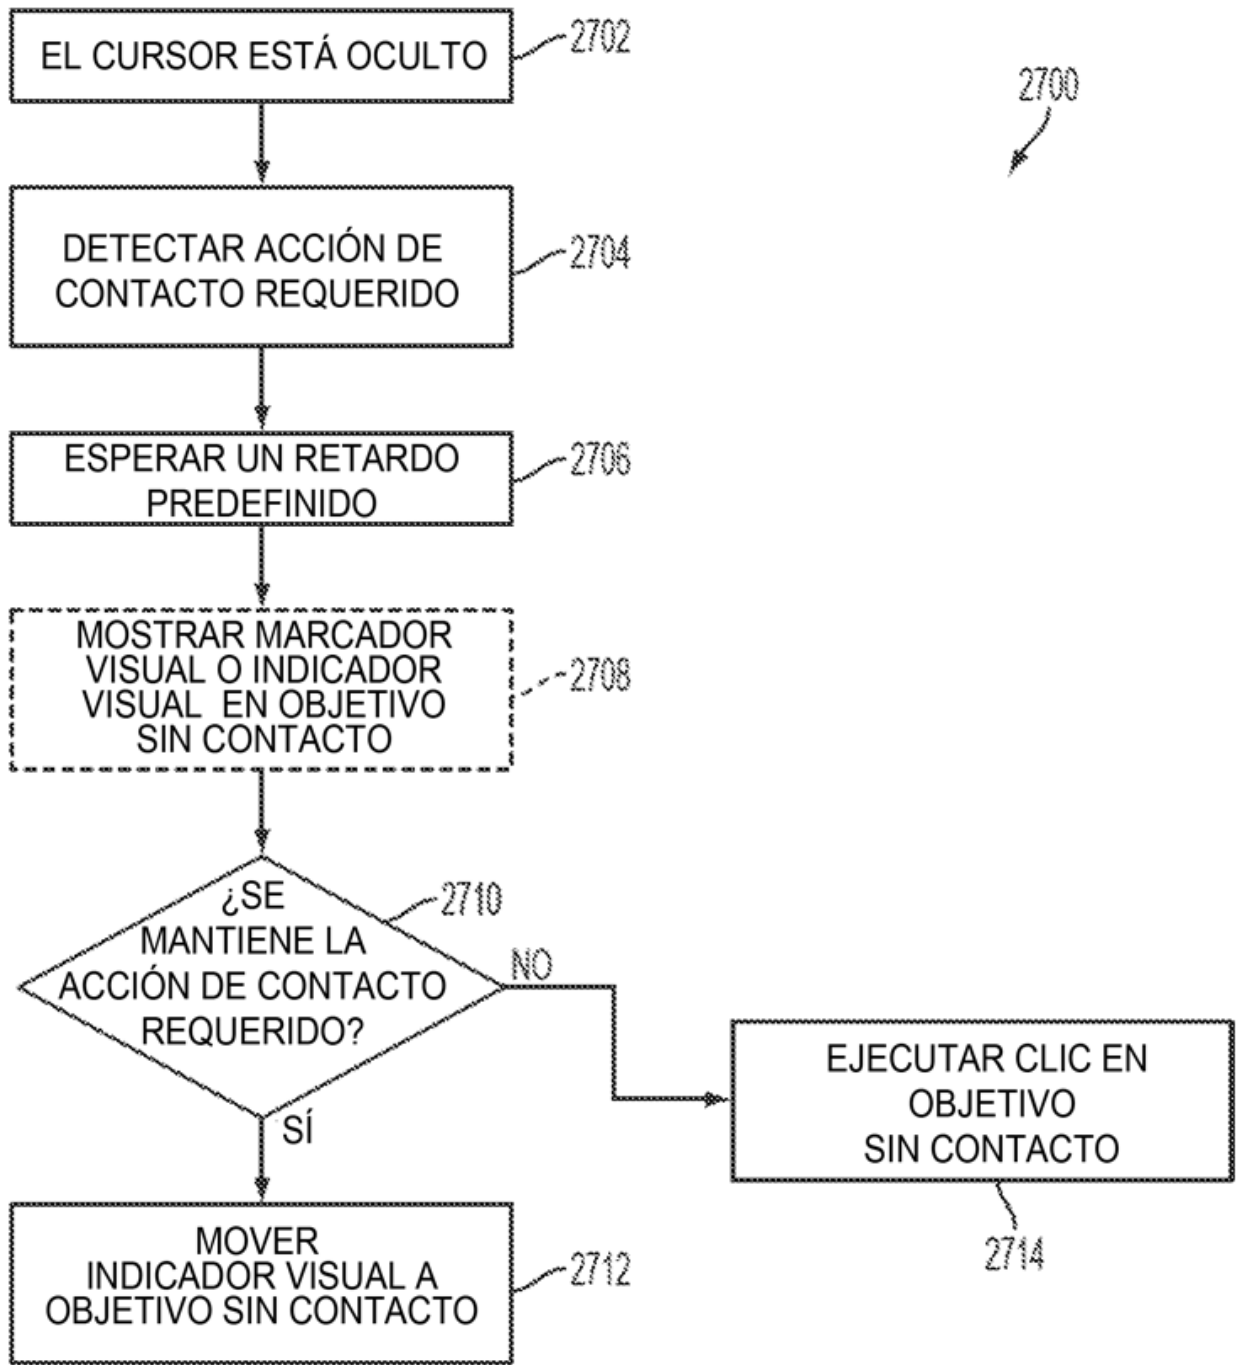 EL CURSOR ESTÁ OCULTO
2702
2700
DETECTAR ACCIÓN DE
CONTACTO REQUERIDO
2704
ESPERAR UN RETARDO
PREDEFINIDO
2706
MOSTRAR MARCADOR
VISUAL O INDICADOR
VISUAL EN OBJETIVO
SIN CONTACTO
2708
¿SE
MANTIENE LA
ACCIÓN DE CONTACTO
REQUERIDO?
2710
NO
SÍ
EJECUTAR CLIC EN
OBJETIVO
SIN CONTACTO
2714
MOVER
INDICADOR VISUAL A
OBJETIVO SIN CONTACTO
2712